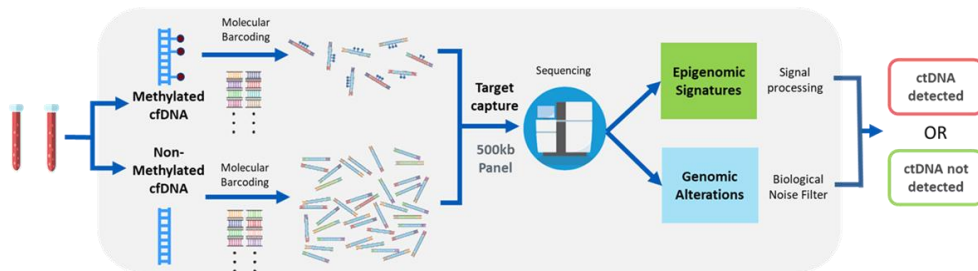 Molecular
Barcoding
Methylated
cfDNA
Non-
Methylated
cfDNA
Molecular
Barcoding
Target
capture
500kb
Panel
Sequencing
Epigenomic
Signatures
Signal
processing
Genomic
Alterations
Biological
Noise Filter
ctDNA
detected
OR
ctDNA not
detected